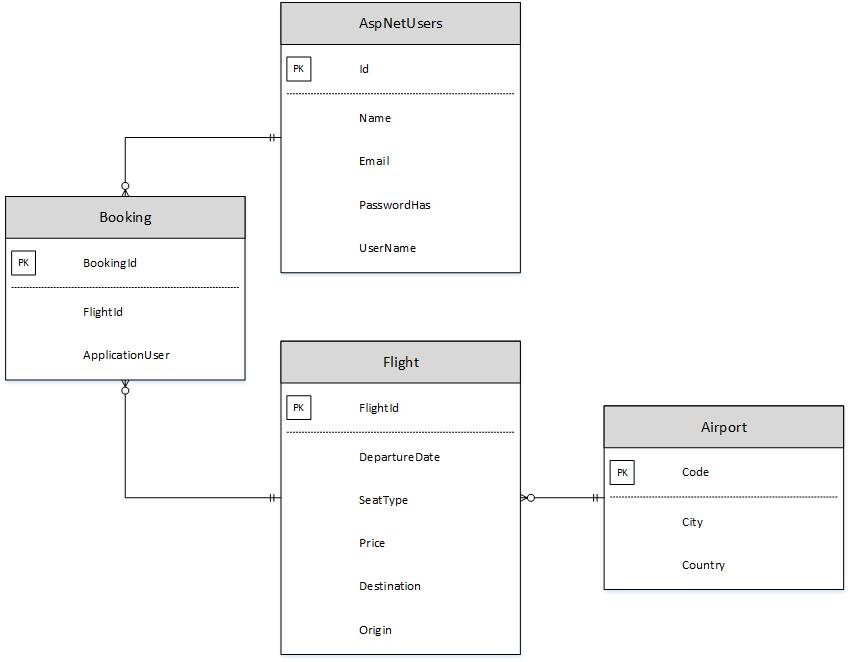 AspNetUsers
PK Id
Name
Email
PasswordHas
UserName
Booking
PK BookingId
FlightId
ApplicationUser
Flight
PK FlightId
DepartureDate
SeatType
Price
Destination
Origin
Airport
PK Code
City
Country